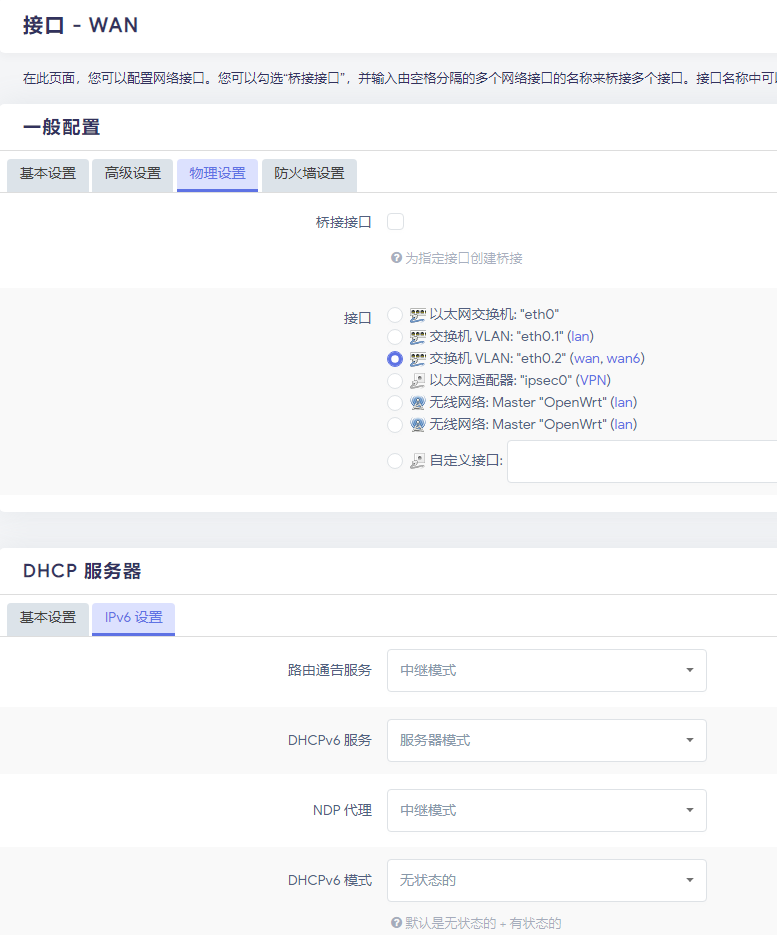 接口 - WAN
在此页面，您可以配置网络接口。您可以勾选“桥接接口”，并输入由空格分隔的多个网络接口的名称来桥接多个接口。接口名称中可以
一般配置
基本设置 高级设置 物理设置 防火墙设置
桥接接口
为指定接口创建桥接
接口
以太网交换机: "eth0"
交换机 VLAN: "eth0.1" (lan)
交换机 VLAN: "eth0.2" (wan, wan6)
以太网适配器: "ipsec0" (VPN)
无线网络: Master "OpenWrt" (lan)
无线网络: Master "OpenWrt" (lan)
自定义接口:
DHCP 服务器
基本设置 IPv6 设置
路由通告服务 中继模式
DHCPv6 服务 服务器模式
NDP 代理 中继模式
DHCPv6 模式 无状态的
默认是无状态的 + 有状态的